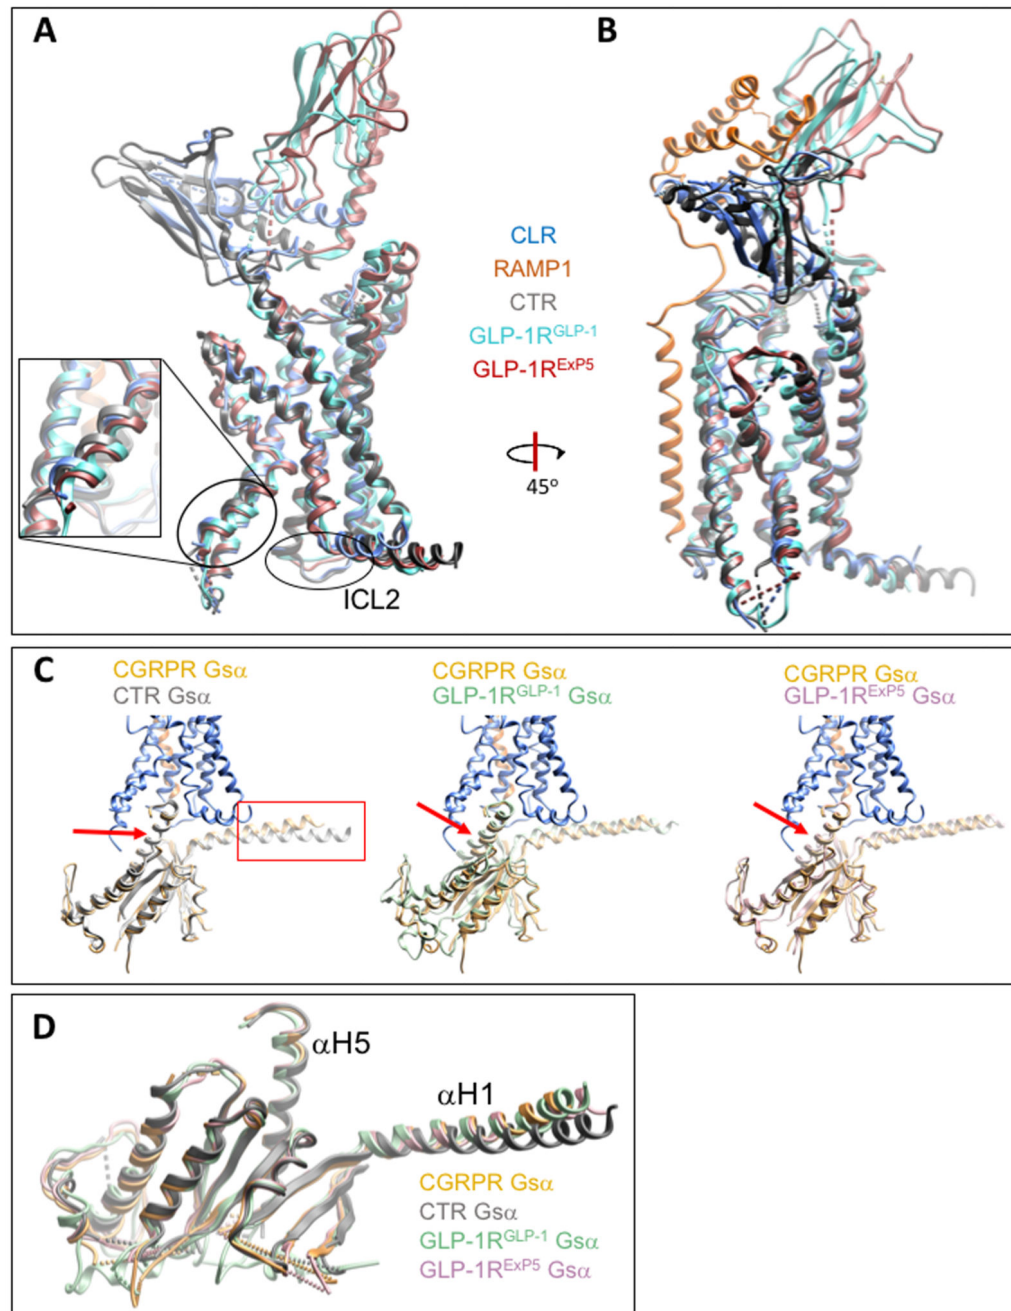 A
B
CLR
RAMP1
CTR
GLP-1R^GLP-1
GLP-1R^ExP5
45°
ICL2
C
CGRPR Gsα
CTR Gsα
CGRPR Gsα
GLP-1R^GLP-1 Gsα
CGRPR Gsα
GLP-1R^ExP5 Gsα
D
αH5
αH1
CGRPR Gsα
CTR Gsα
GLP-1R^GLP-1 Gsα
GLP-1R^ExP5 Gsα